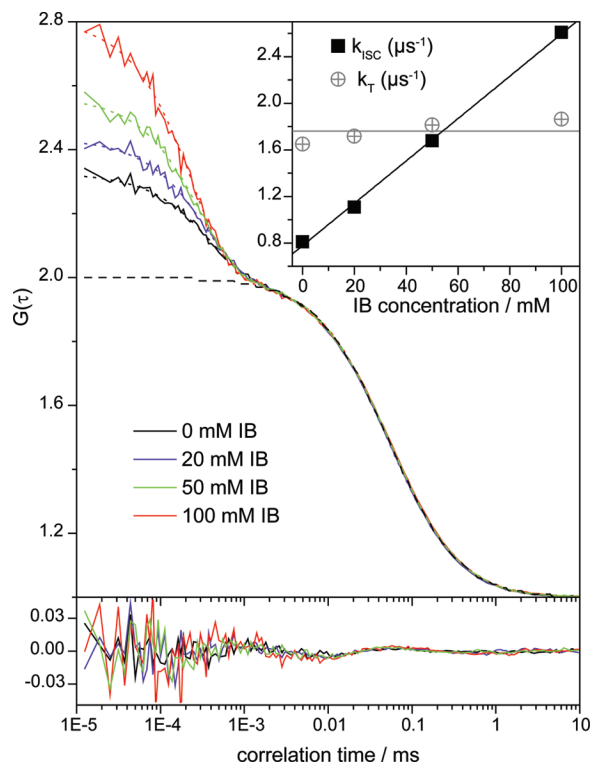 2.8
2.4
2.0
1.6
1.2
G(τ)
k_ISC (µs⁻¹)
k_T (µs⁻¹)
2.4
2.0
1.6
1.2
0.8
0 20 40 60 80 100
IB concentration / mM
0 mM IB
20 mM IB
50 mM IB
100 mM IB
0.03
0.00
-0.03
1E-5 1E-4 1E-3 0.01 0.1 1 10
correlation time / ms